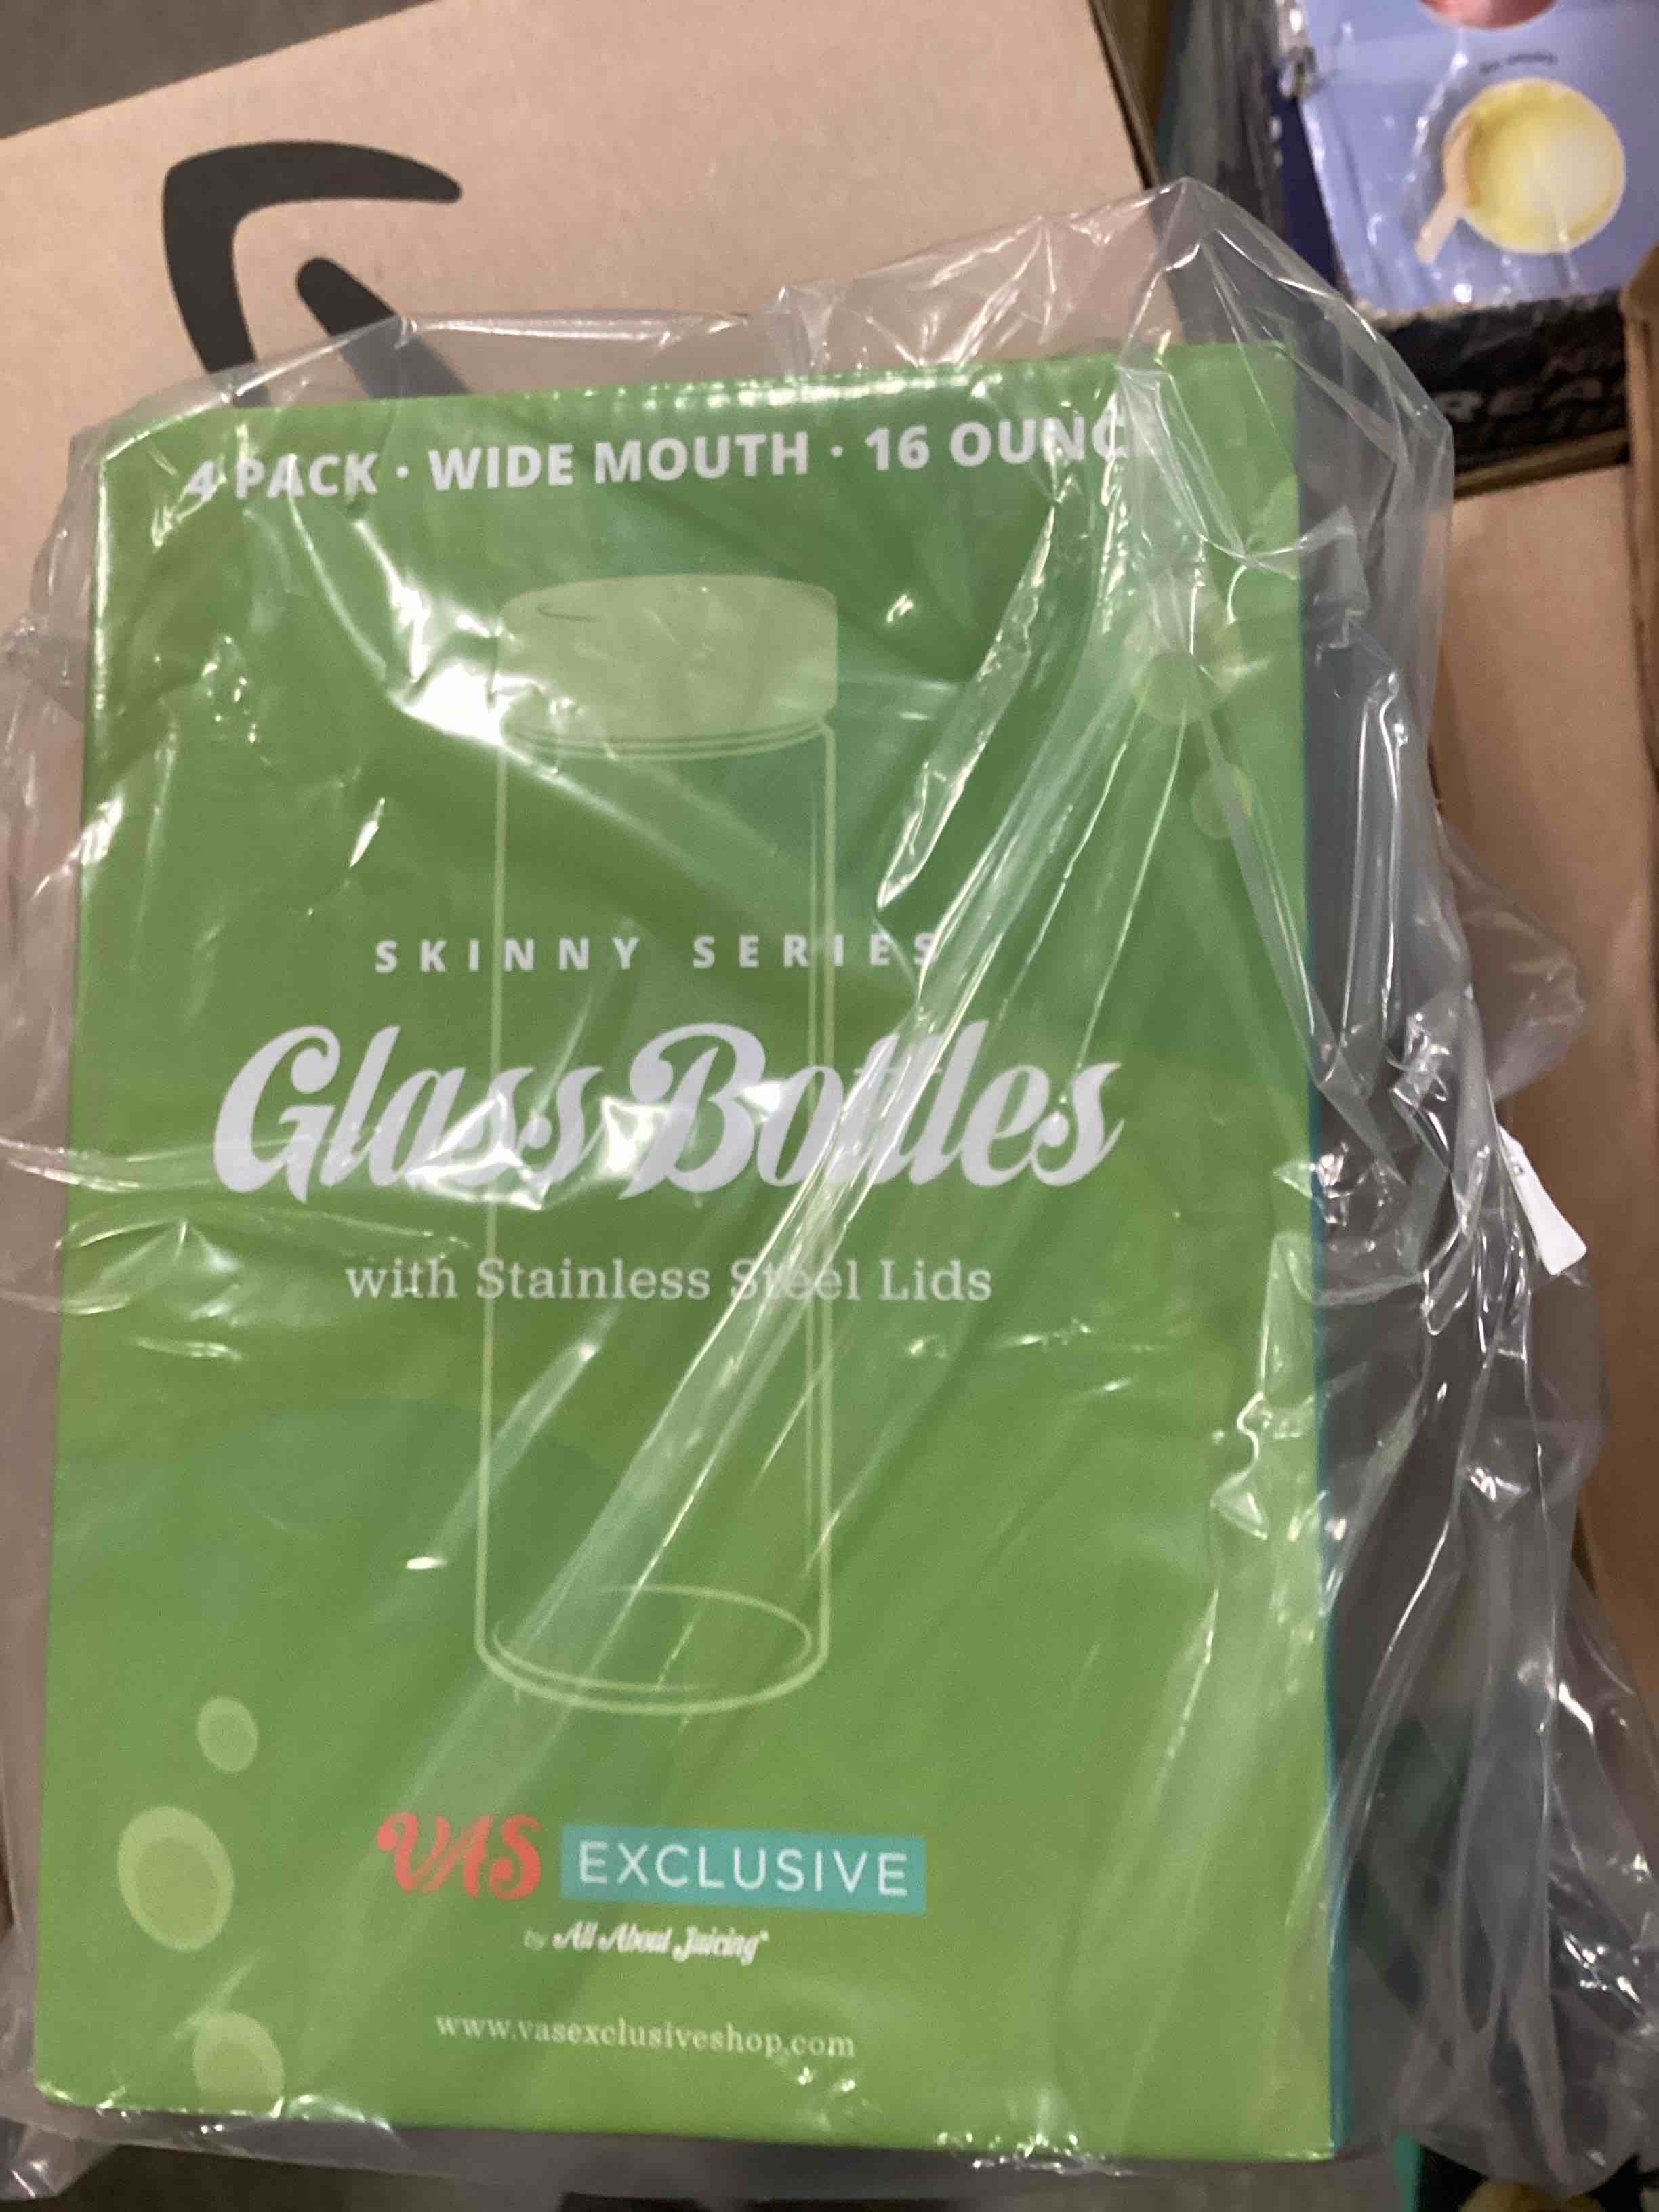 4 PACK · WIDE MOUTH · 16 OUNC
SKINNY SERIES
Glass Bottles
with Stainless Steel Lids
VAS EXCLUSIVE
by All About Juicing
www.vasexclusiveshop.com